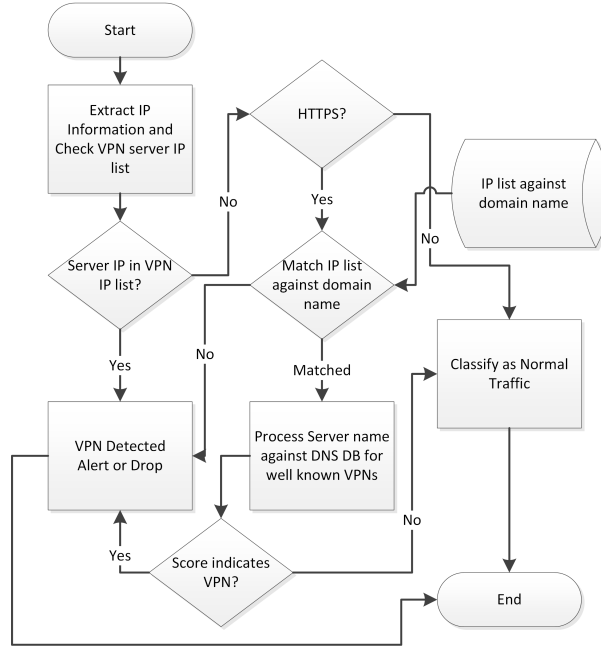 Start
Extract IP
Information and
Check VPN server IP
list
HTTPS?
IP list against
domain name
No
Yes
No
Server IP in VPN
IP list?
Match IP list
against domain
name
Yes
No
Matched
Classify as Normal
Traffic
VPN Detected
Alert or Drop
Process Server name
against DNS DB for
well known VPNs
No
Yes
Score indicates
VPN?
End